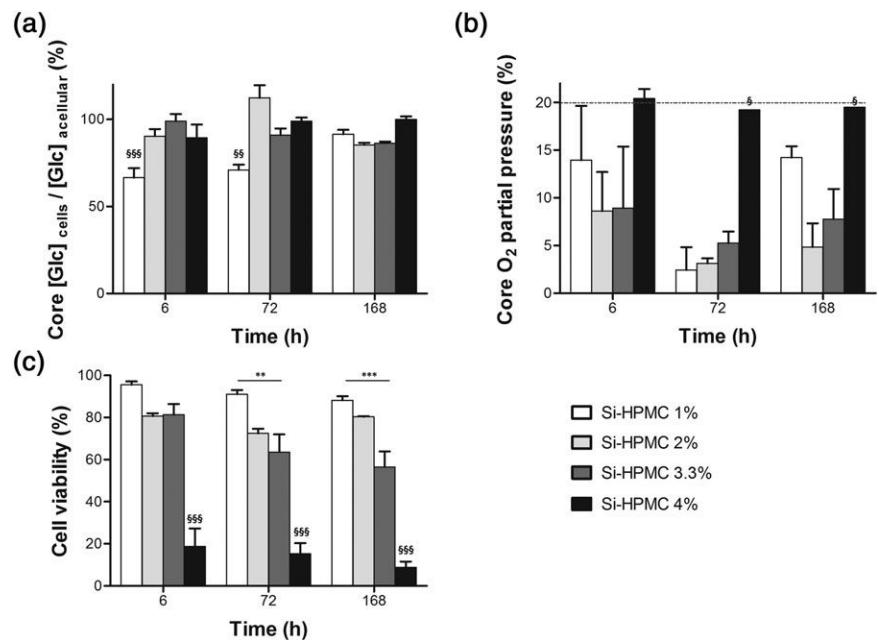 (a)
Core [Glc] cells / [Glc] acellular (%)
100
50
0
§§§
§§
6
72
168
Time (h)
(b)
Core O2 partial pressure (%)
20
15
10
5
0
§
§
6
72
168
Time (h)
(c)
Cell viability (%)
100
80
60
40
20
0
**
***
§§§
§§§
§§§
6
72
168
Time (h)
Si-HPMC 1%
Si-HPMC 2%
Si-HPMC 3.3%
Si-HPMC 4%